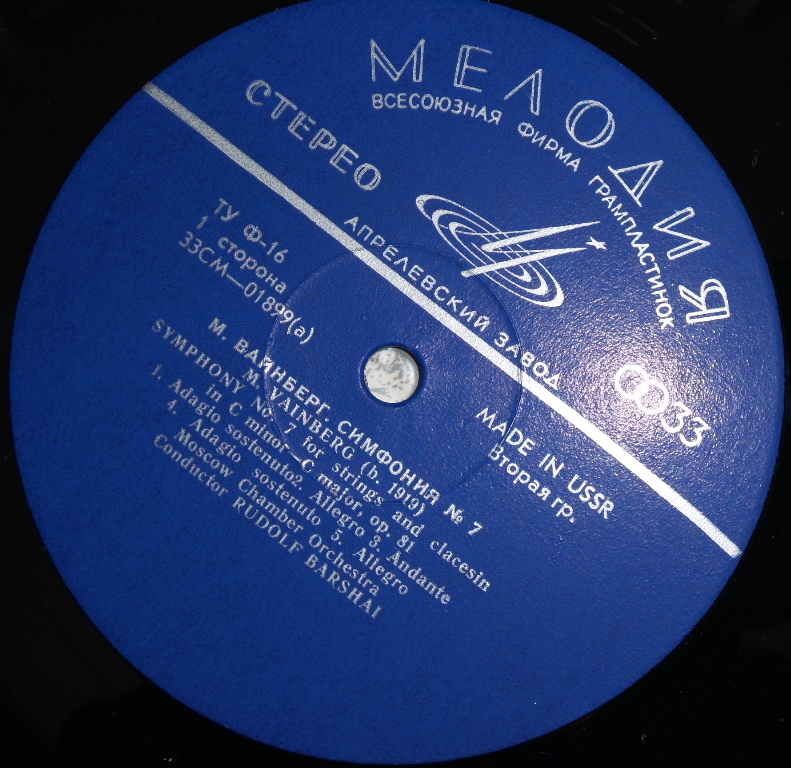 МЕЛОДИЯ
ВСЕСОЮЗНАЯ ФИРМА ГРАМПЛАСТИНОК
СТЕРЕО
АПРЕЛЕВСКИЙ ЗАВОД
33
MADE IN USSR
Вторая гр.
ТУ Ф-16
1 сторона
33СМ—01899(а)
М. ВАЙНБЕРГ. СИМФОНИЯ № 7
M. VAINBERG (b. 1919)
SYMPHONY No. 7 for strings and clacesin
in C minor—C major, op. 81
1. Adagio sostenuto2. Allegro 3. Andante
4. Adagio sostenuto 5. Allegro
Moscow Chamber Orchestra
Conductor RUDOLF BARSHAI